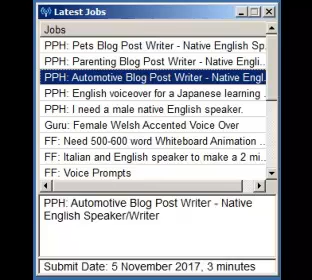 Latest Jobs
Jobs
PPH: Pets Blog Post Writer - Native English Sp...
PPH: Parenting Blog Post Writer - Native Engli...
PPH: Automotive Blog Post Writer - Native Engl...
PPH: English voiceover for a Japanese learning ...
PPH: I need a male native English speaker.
Guru: Female Welsh Accented Voice Over
FF: Need 500-600 word Whiteboard Animation ...
FF: Italian and English speaker to make a 2 mi...
FF: Voice Prompts
PPH: Automotive Blog Post Writer - Native
English Speaker/Writer
Submit Date: 5 November 2017, 3 minutes